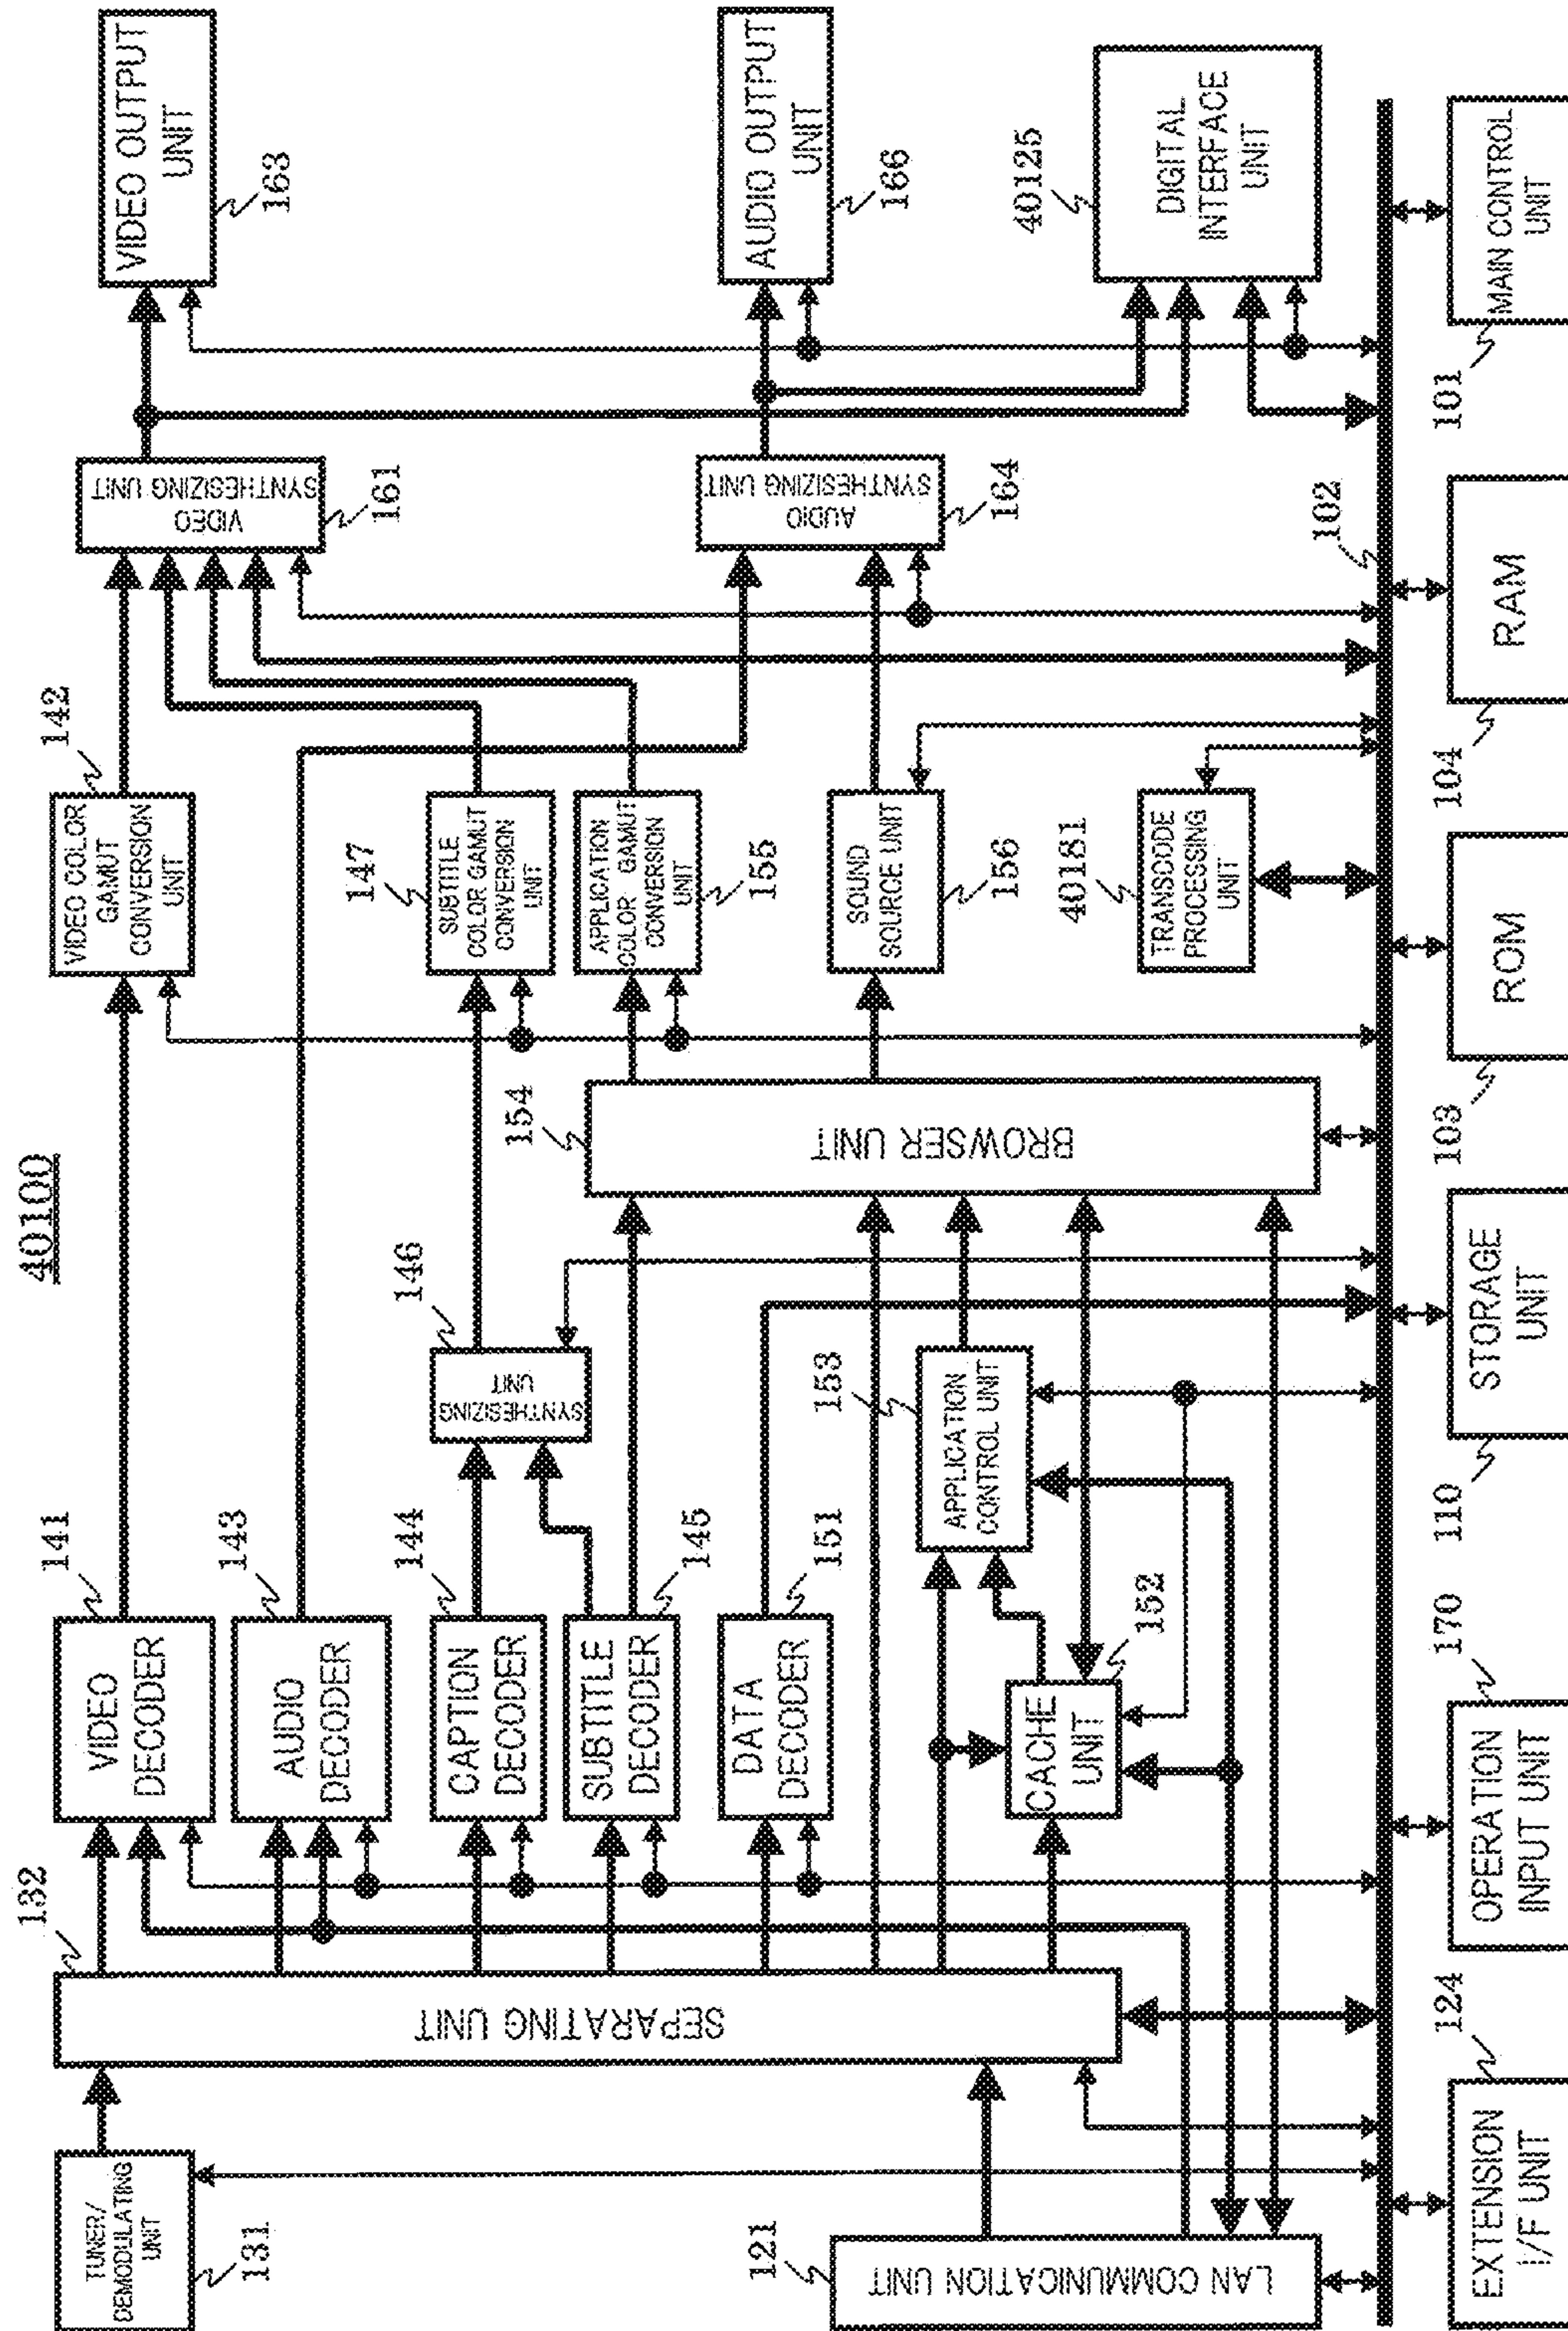 40100
TUNER/
DEMODULATING
UNIT
131
132
SEPARATING UNIT
121
LAN COMMUNICATION UNIT
141
VIDEO
DECODER
143
AUDIO
DECODER
144
CAPTION
DECODER
145
SUBTITLE
DECODER
151
DATA
DECODER
146
SYNTHESIZING
UNIT
153
APPLICATION
CONTROL UNIT
152
CACHE
UNIT
154
BROWSER UNIT
142
VIDEO COLOR
GAMUT
CONVERSION
UNIT
147
SUBTITLE
COLOR GAMUT
CONVERSION
UNIT
APPLICATION
COLOR GAMUT
CONVERSION
UNIT
155
SOUND
SOURCE UNIT
156
40181
TRANSCODE
PROCESSING
UNIT
VIDEO
SYNTHESIZING UNIT
161
AUDIO
SYNTHESIZING UNIT
164
VIDEO OUTPUT
UNIT
163
AUDIO OUTPUT
UNIT
166
40125
DIGITAL
INTERFACE
UNIT
102
124
EXTENSION
I/F UNIT
170
OPERATION
INPUT UNIT
110
STORAGE
UNIT
103
ROM
104
RAM
101
MAIN CONTROL
UNIT